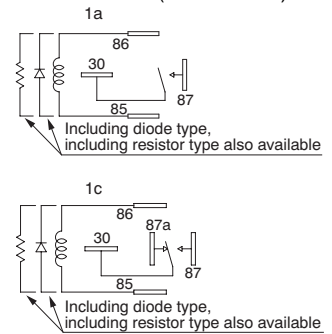 1a
86
30
85
87
Including diode type,
including resistor type also available
1c
86
87a
30
85
87
Including diode type,
including resistor type also available